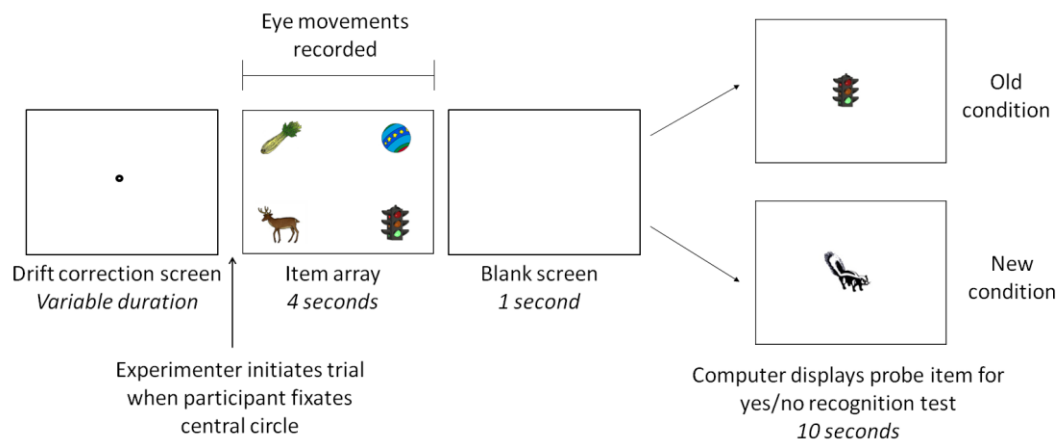 Eye movements
recorded
Old
condition
Drift correction screen
Variable duration
Item array
4 seconds
Blank screen
1 second
New
condition
Experimenter initiates trial
when participant fixates
central circle
Computer displays probe item for
yes/no recognition test
10 seconds